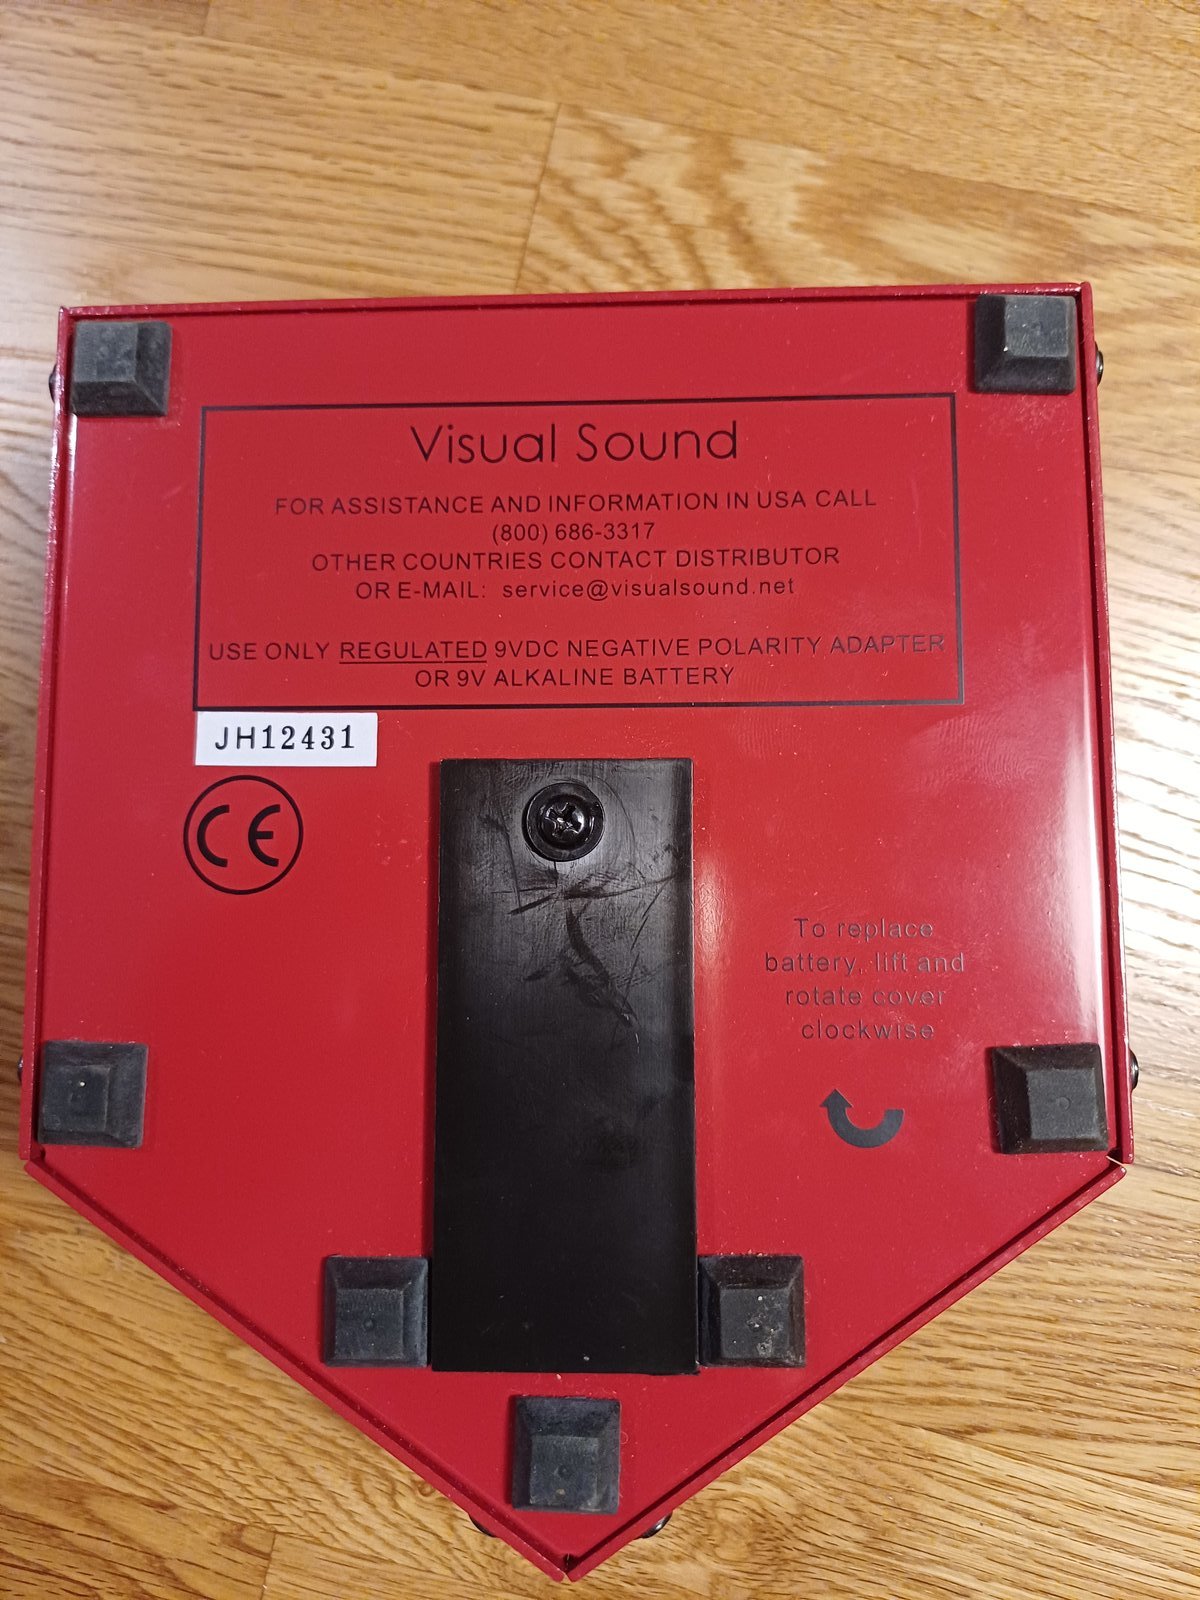 Visual Sound
FOR ASSISTANCE AND INFORMATION IN USA CALL
(800) 686-3317
OTHER COUNTRIES CONTACT DISTRIBUTOR
OR E-MAIL: service@visualsound.net
USE ONLY REGULATED 9VDC NEGATIVE POLARITY ADAPTER
OR 9V ALKALINE BATTERY
JH12431
CE
To replace
battery, lift and
rotate cover
clockwise